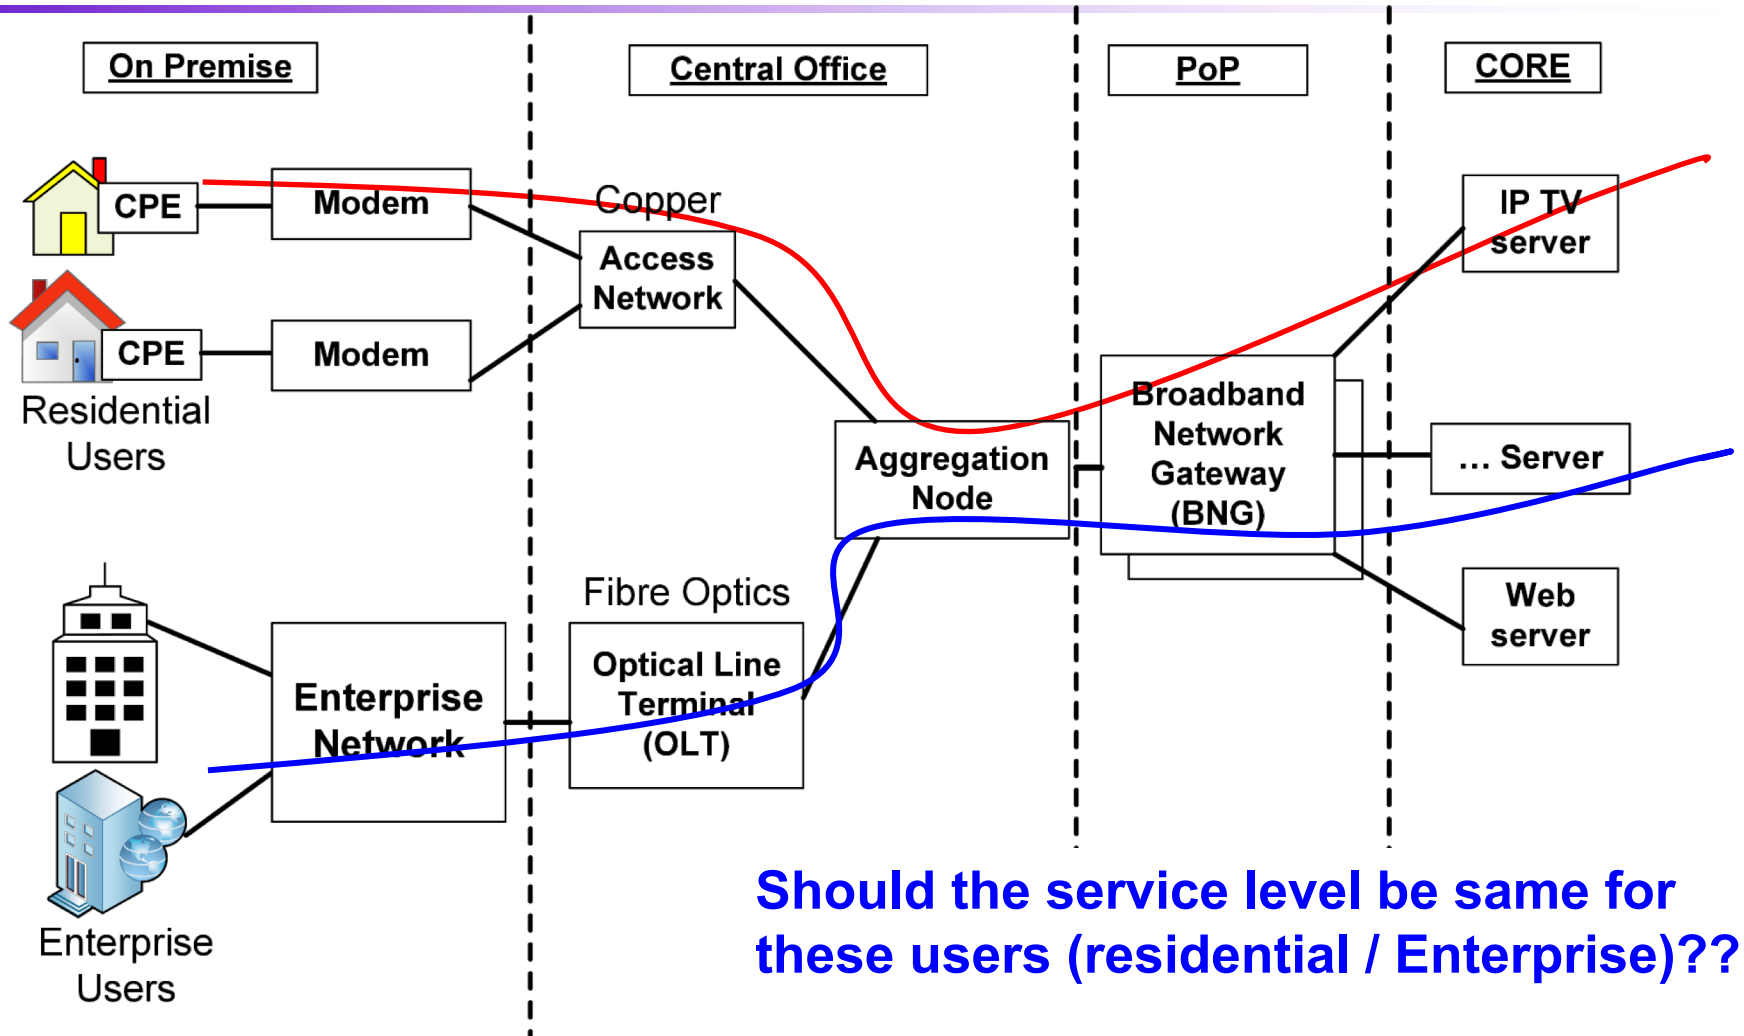 On Premise
Central Office
PoP
CORE
CPE
Modem
Copper
Access
Network
IP TV
server
CPE
Modem
Residential
Users
Aggregation
Node
Broadband
Network
Gateway
(BNG)
... Server
Fibre Optics
Optical Line
Terminal
(OLT)
Enterprise
Network
Web
server
Enterprise
Users
Should the service level be same for
these users (residential / Enterprise)??